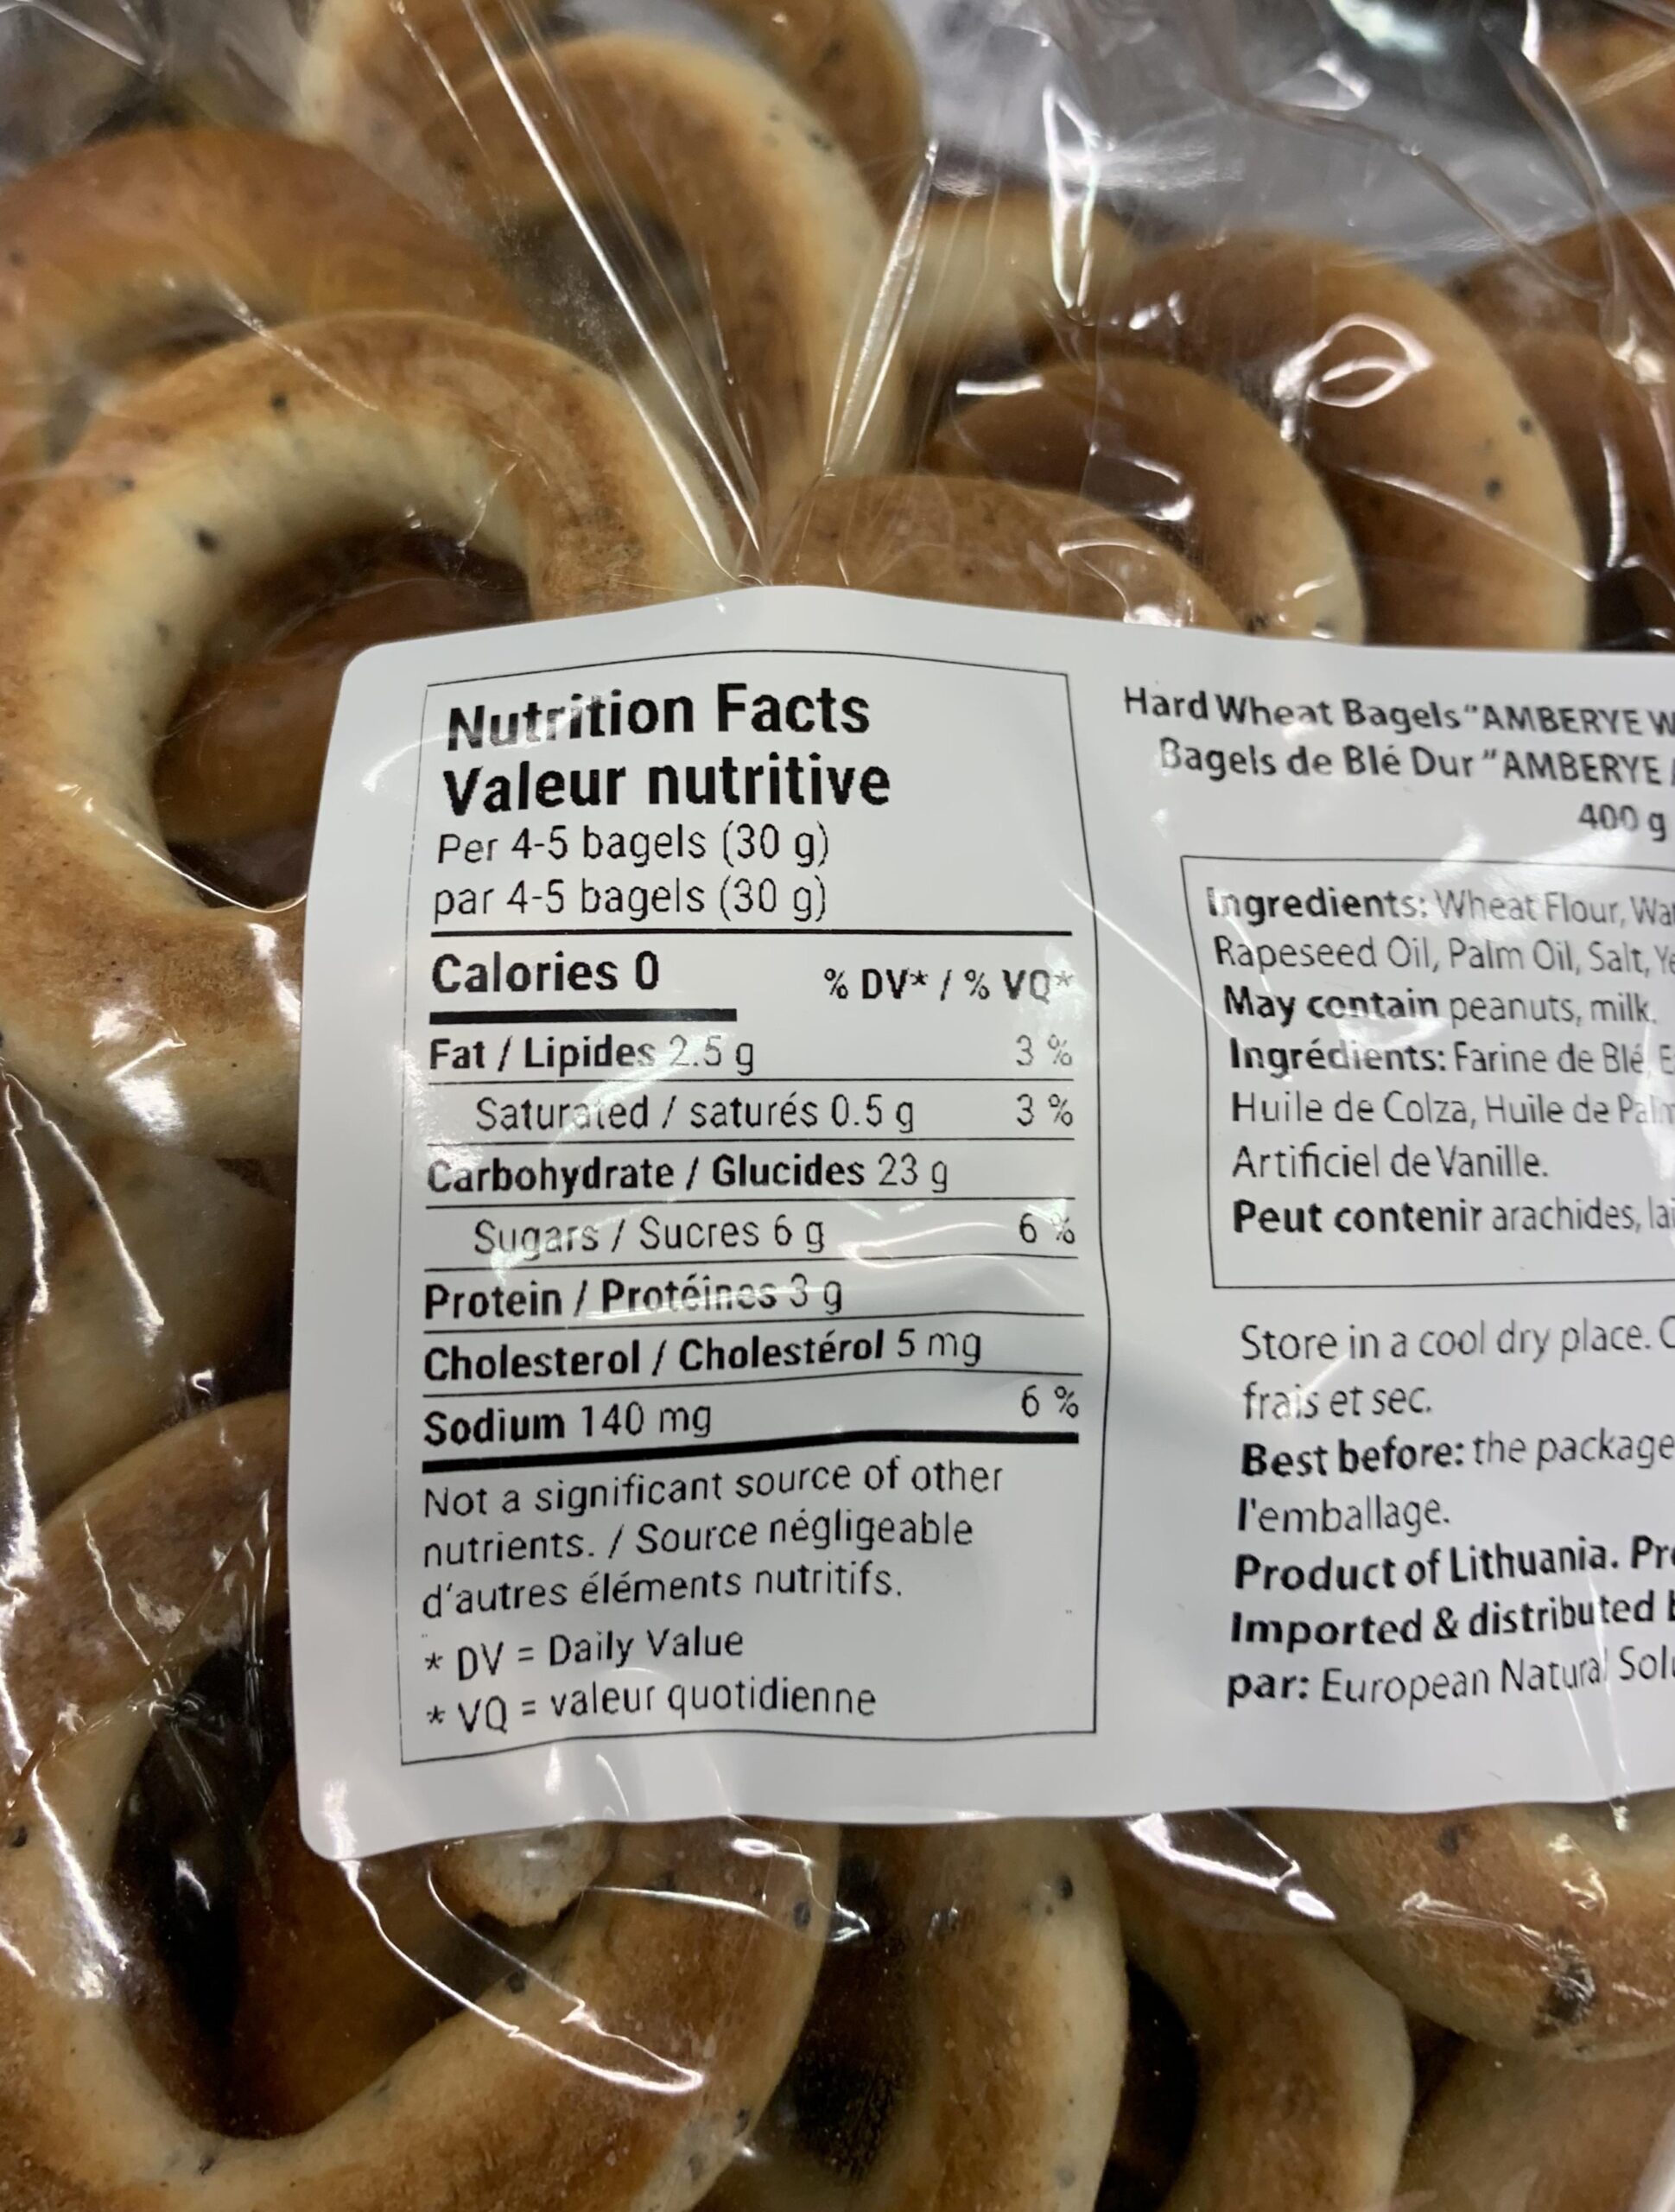 Nutrition Facts
Valeur nutritive
Per 4-5 bagels (30 g)
par 4-5 bagels (30 g)
Calories 0
% DV* / % VQ*
Fat / Lipides 2.5 g 3 %
Saturated / saturés 0.5 g 3 %
Carbohydrate / Glucides 23 g
Sugars / Sucres 6 g 6 %
Protein / Protéines 3 g
Cholesterol / Cholestérol 5 mg
Sodium 140 mg 6 %
Not a significant source of other
nutrients. / Source négligeable
d'autres éléments nutritifs.
* DV = Daily Value
* VQ = valeur quotidienne
Hard Wheat Bagels "AMBERYE
Bagels de Blé Dur "AMBERYE
400 g
Ingredients: Wheat Flour,
Rapeseed Oil, Palm Oil, Salt,
May contain peanuts, milk.
Ingrédients: Farine de Blé,
Huile de Colza, Huile de
Artificiel de Vanille.
Peut contenir arachides,
Store in a cool dry place.
frais et sec.
Best before: the package
l'emballage.
Product of Lithuania.
Imported & distributed
par: European Natural